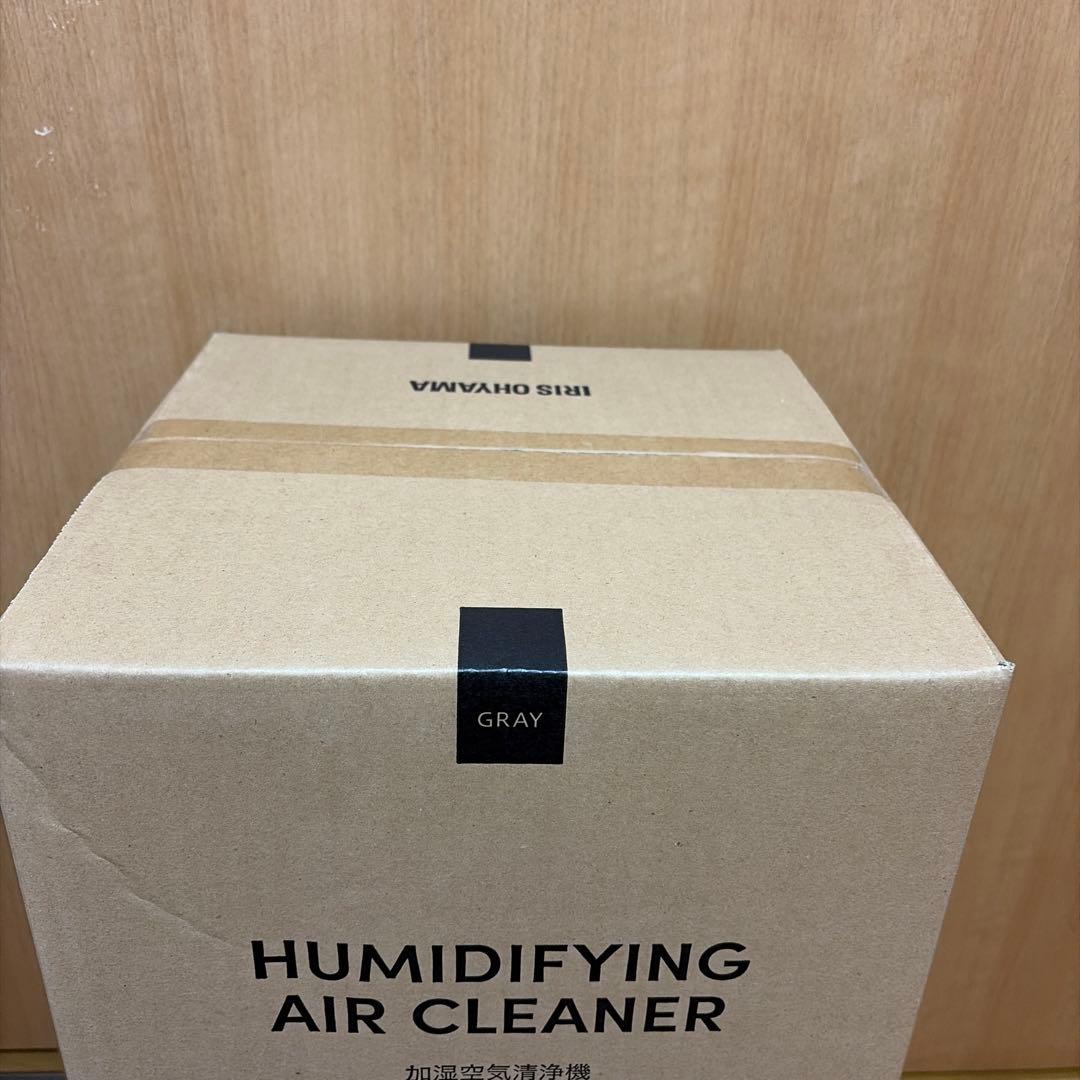 IRIS OHYAMA
GRAY
HUMIDIFYING
AIR CLEANER
加湿空気清浄機